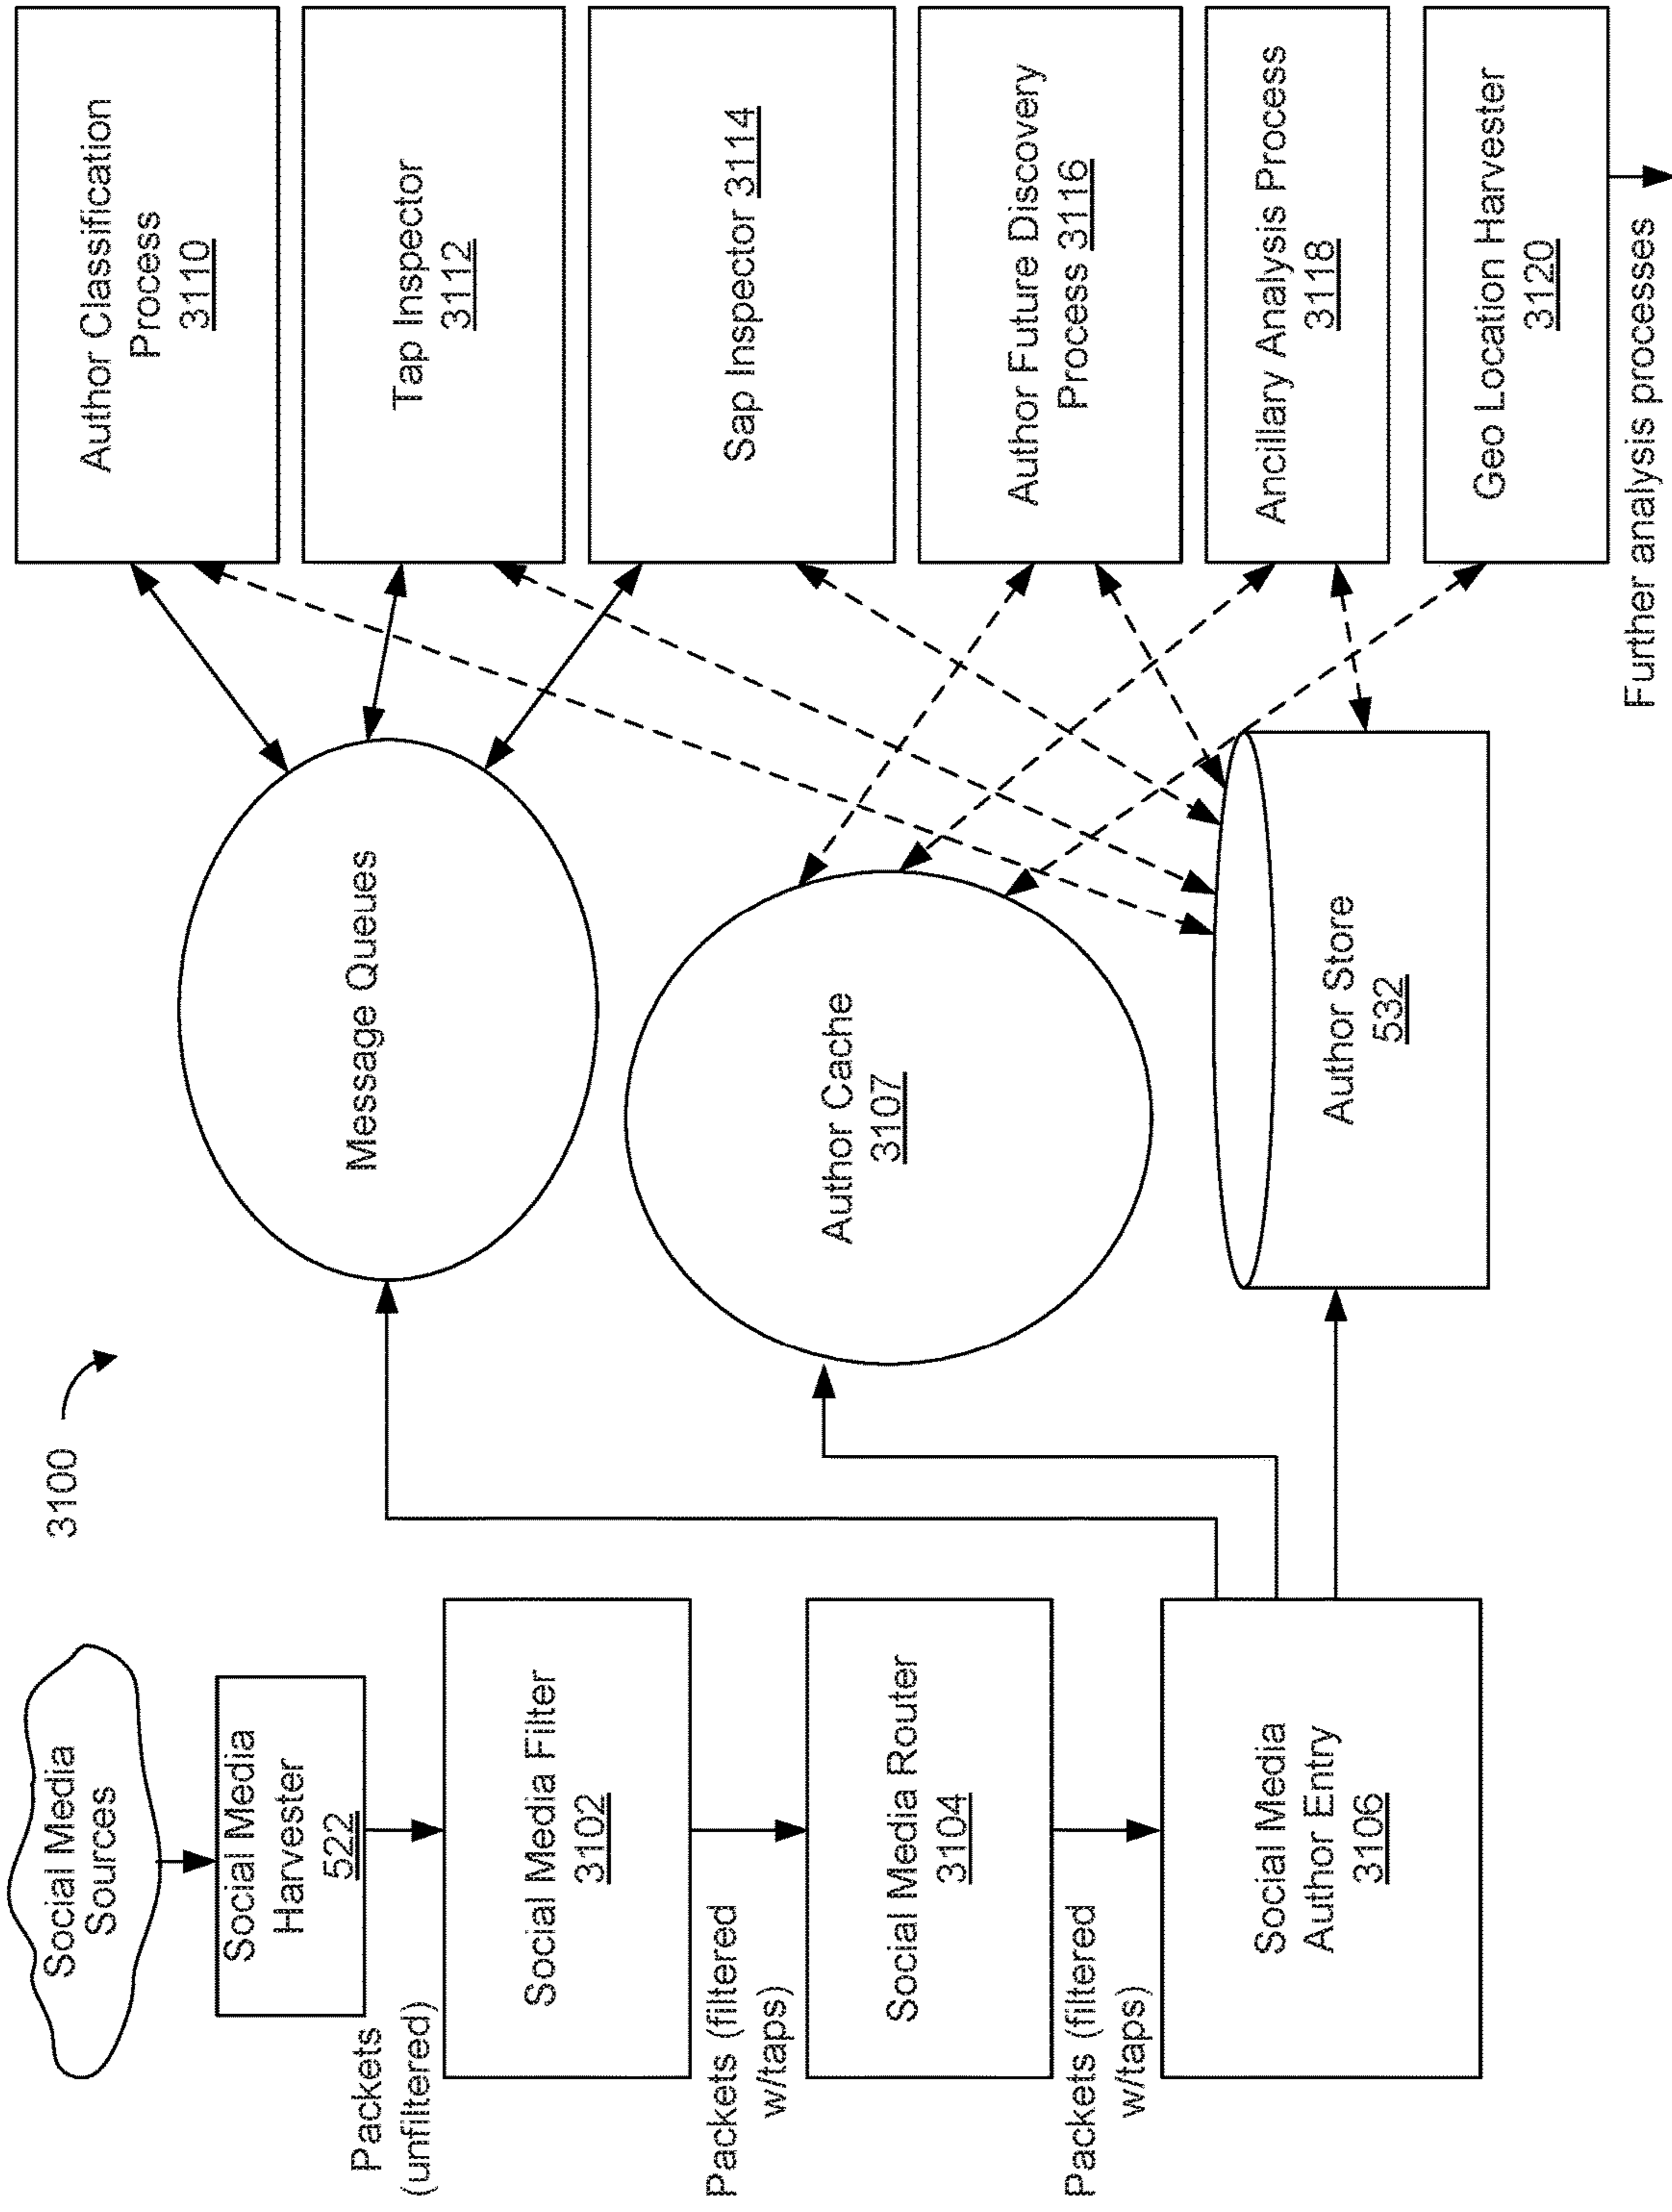 3100
Social Media
Sources
Social Media
Harvester
522
Packets
(unfiltered)
Social Media Filter
3102
Packets (filtered
w/taps)
Social Media Router
3104
Packets (filtered
w/taps)
Social Media
Author Entry
3106
Message Queues
Author Cache
3107
Author Store
532
Author Classification
Process
3110
Tap Inspector
3112
Sap Inspector 3114
Author Future Discovery
Process 3116
Ancillary Analysis Process
3118
Geo Location Harvester
3120
Further analysis processes